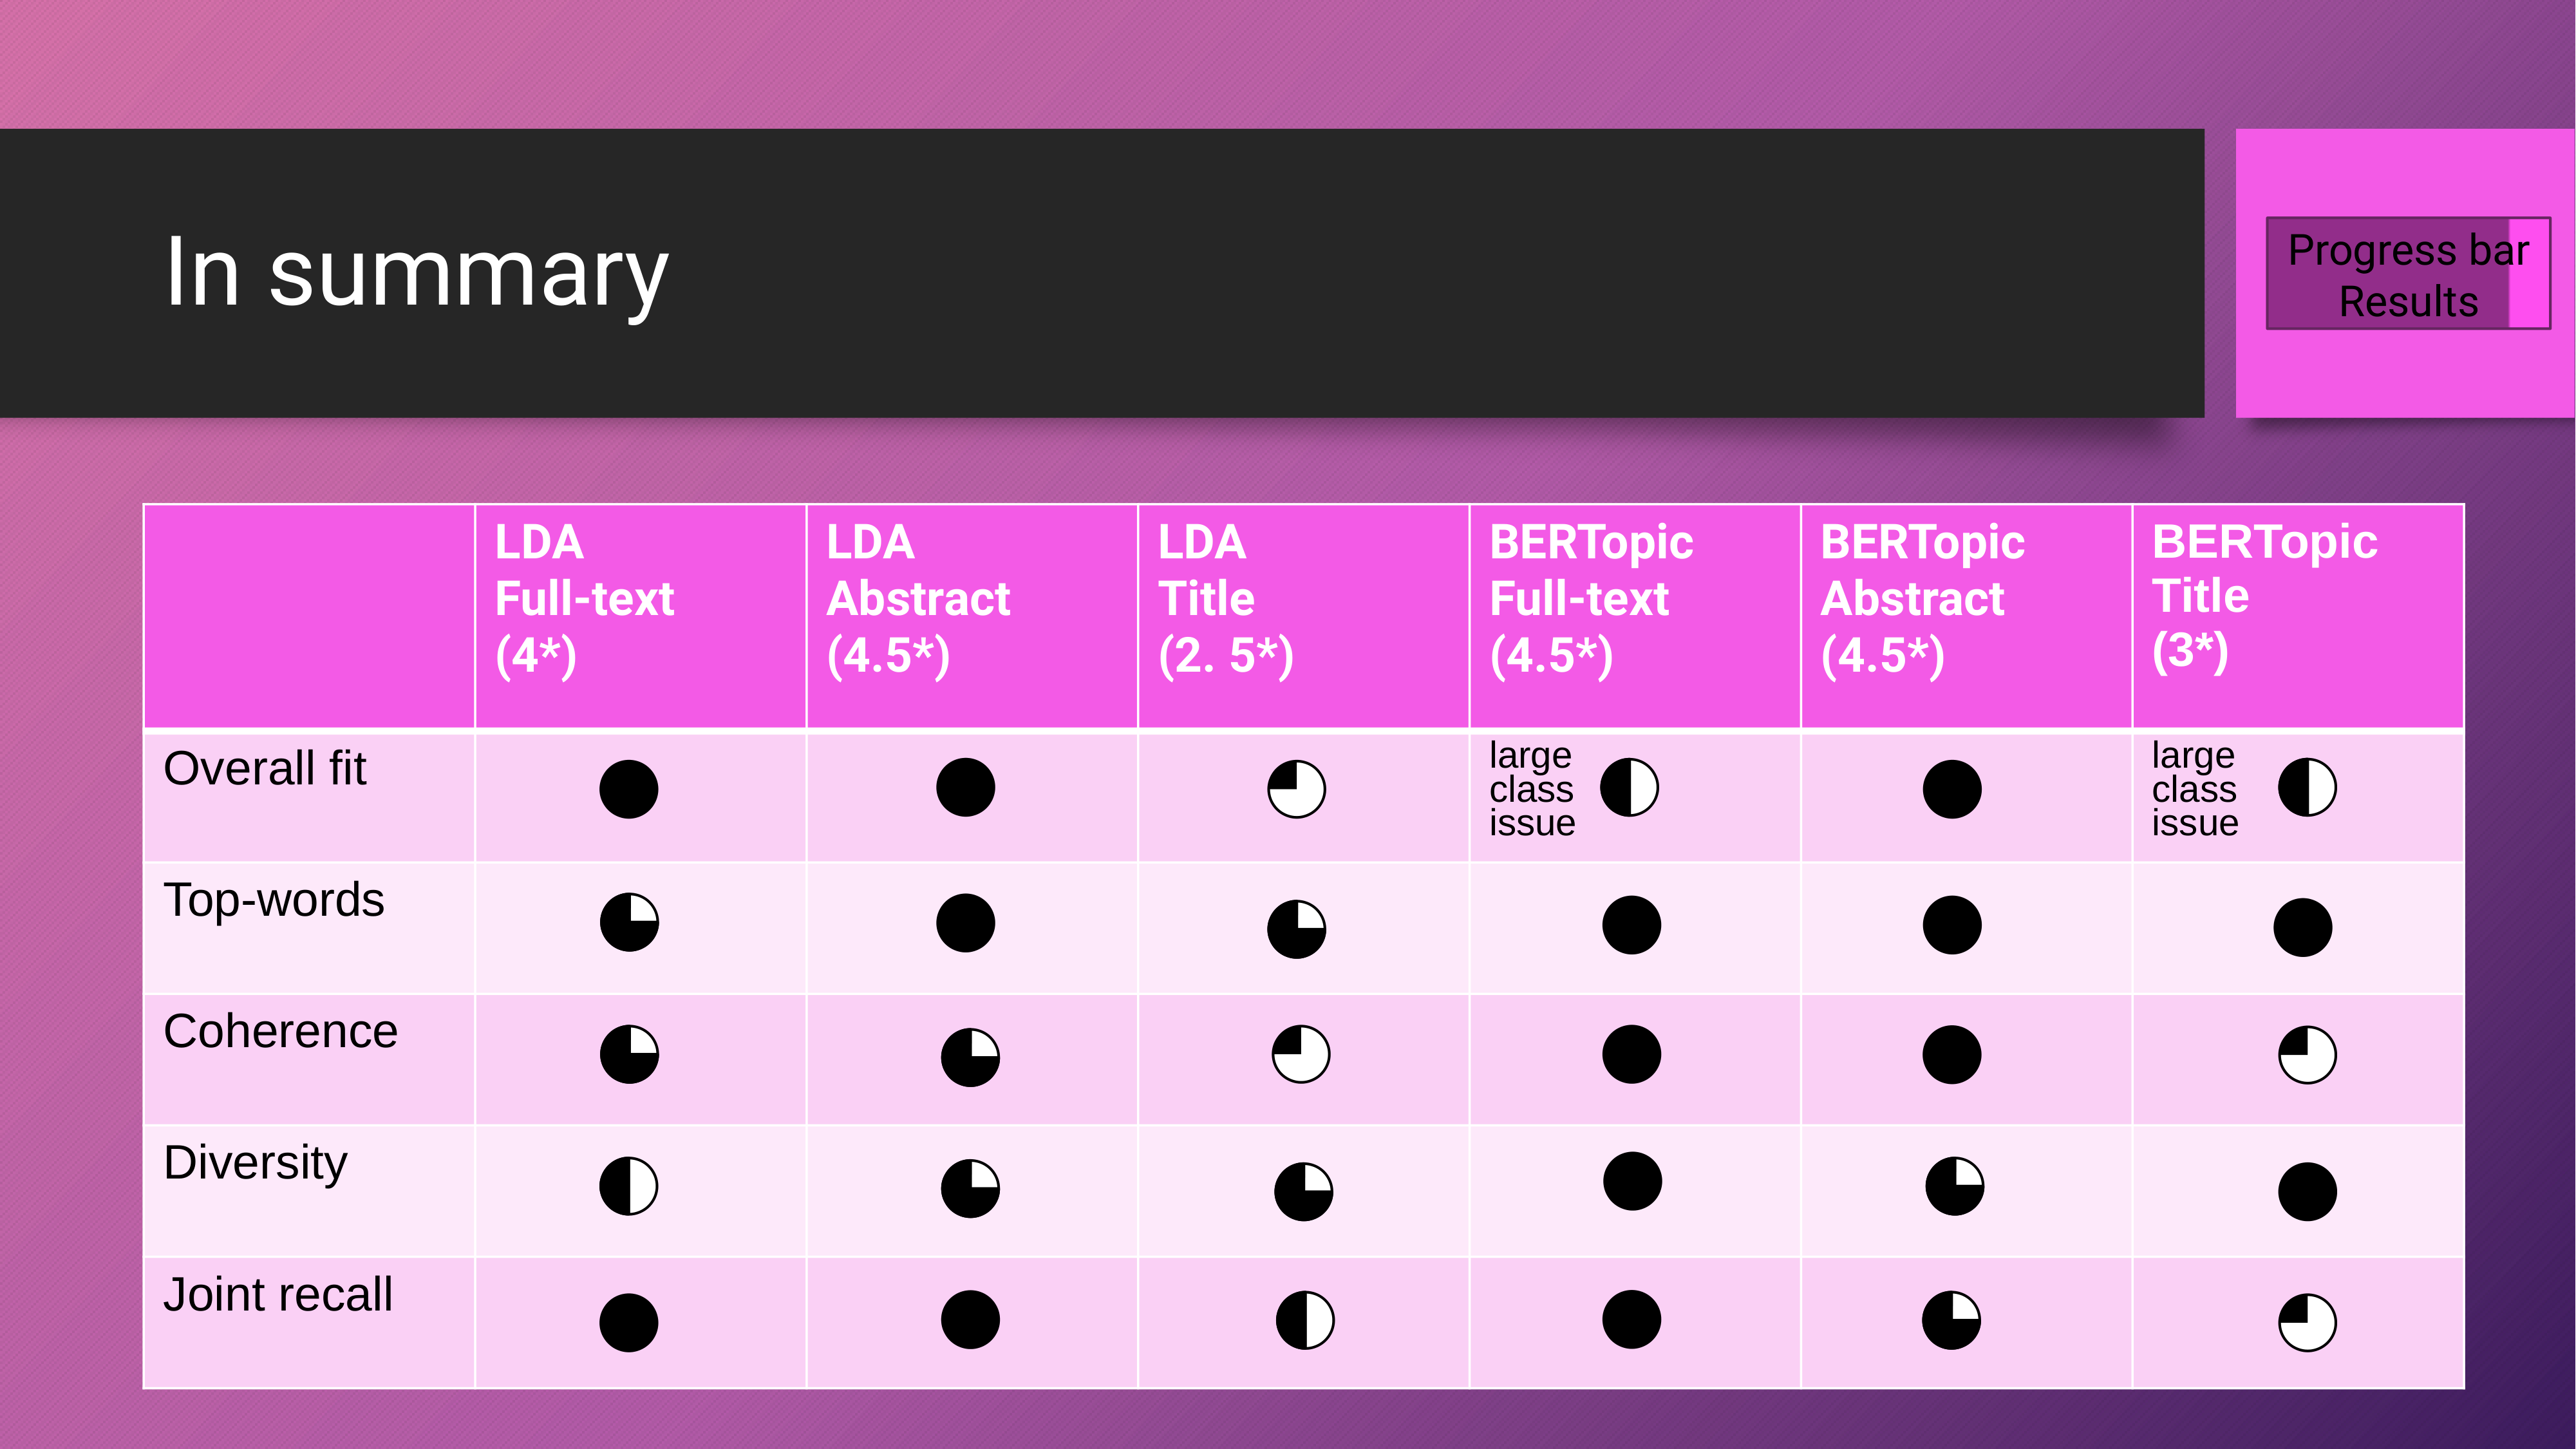 In summary
Progress bar
Results
LDA
Full-text
(4*)
LDA
Abstract
(4.5*)
LDA
Title
(2. 5*)
BERTopic
Full-text
(4.5*)
BERTopic
Abstract
(4.5*)
BERTopic
Title
(3*)
Overall fit
large
class
issue
large
class
issue
Top-words
Coherence
Diversity
Joint recall